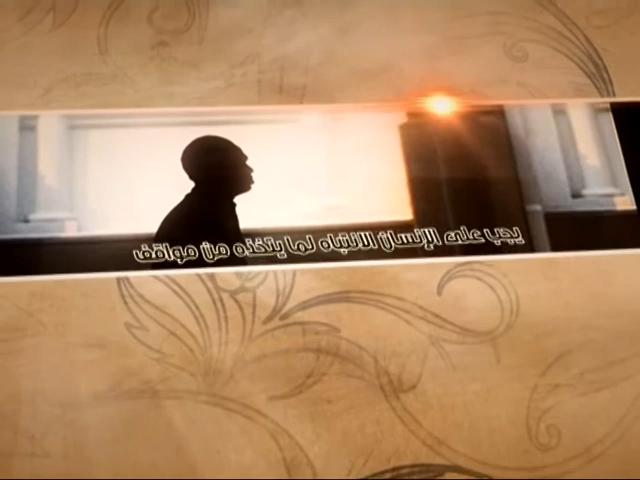 يجب على الإنسان الانتباه لما يتخذه من مواقف